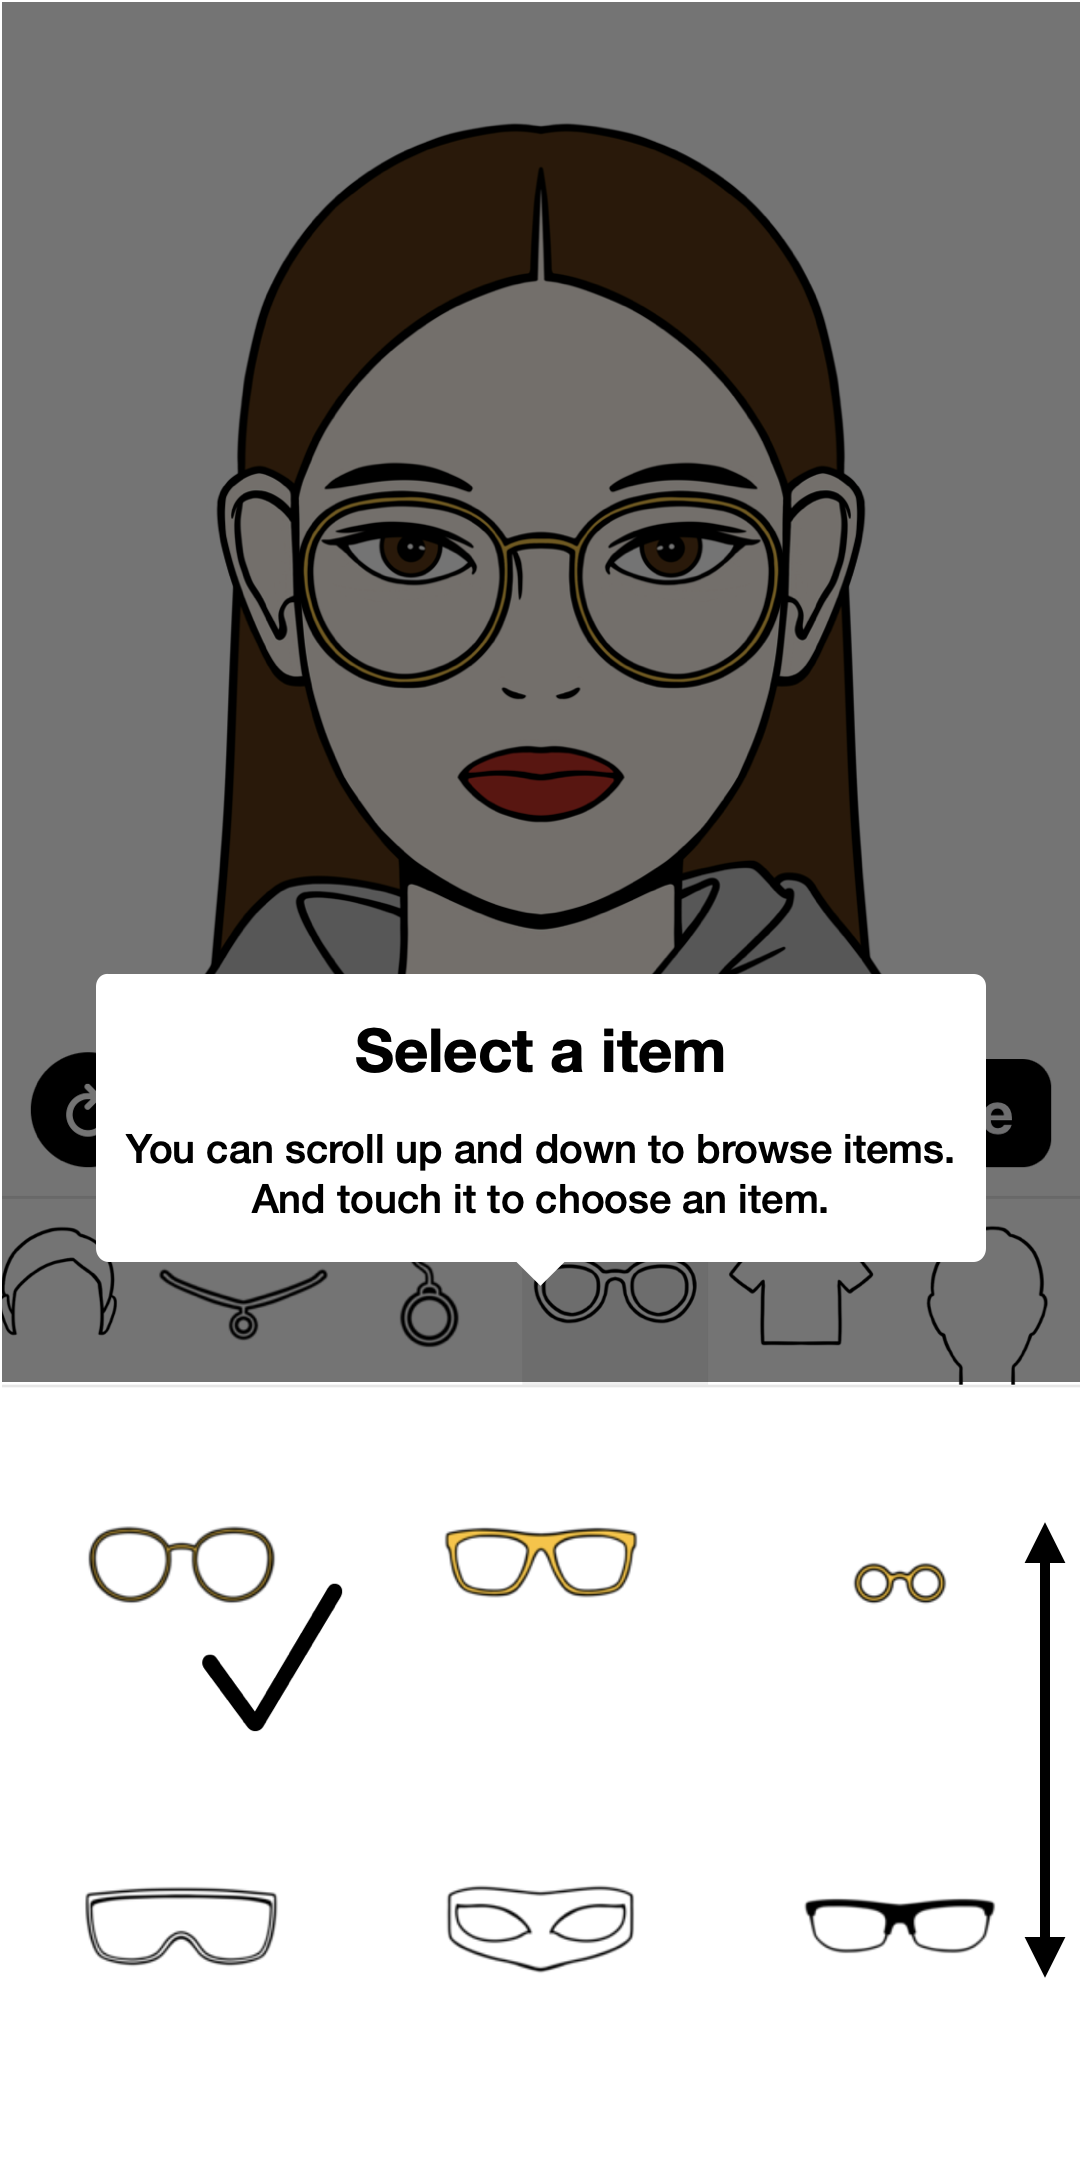 Select a item
You can scroll up and down to browse items.
And touch it to choose an item.